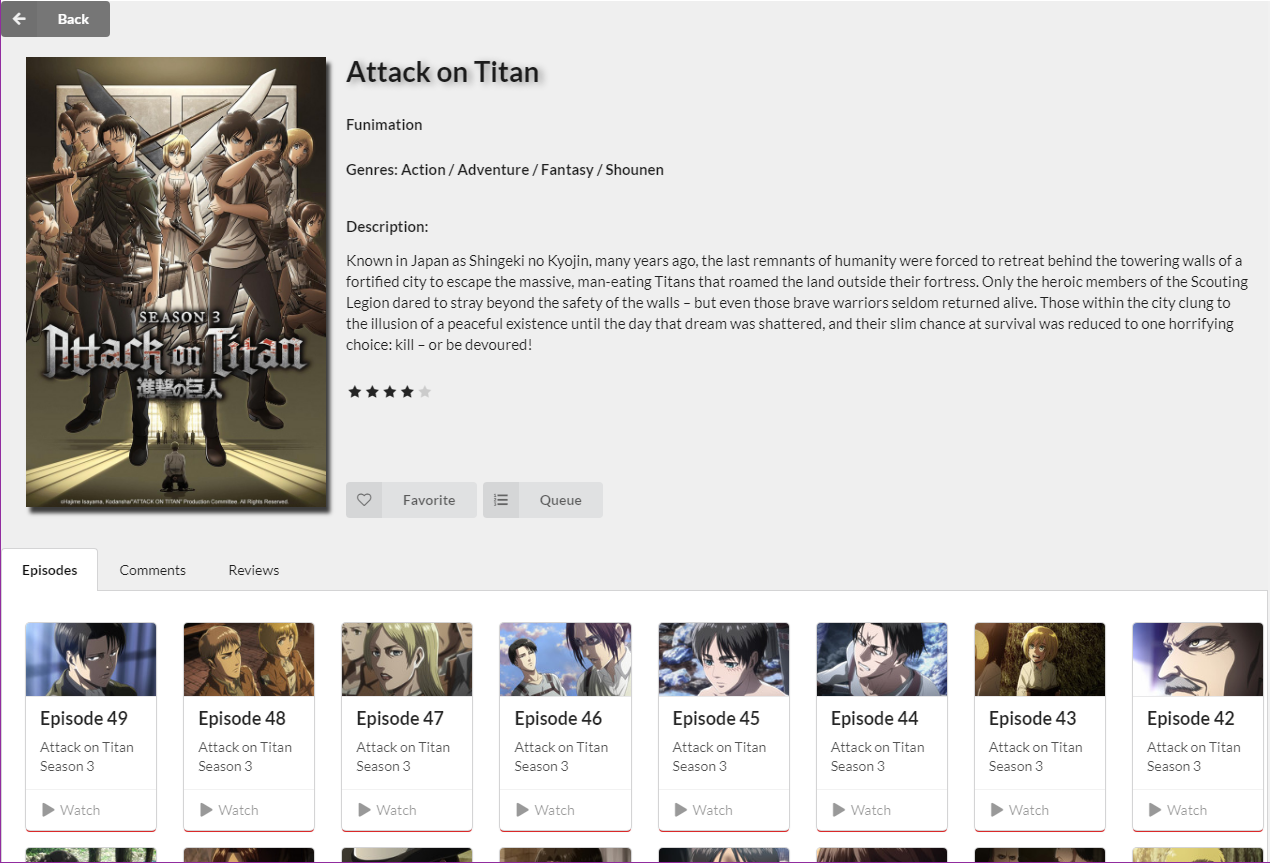 Back
Attack on Titan
Funimation
Genres: Action / Adventure / Fantasy / Shounen
Description:
Known in Japan as Shingeki no Kyojin, many years ago, the last remnants of humanity were forced to retreat behind the towering walls of a
fortified city to escape the massive, man-eating Titans that roamed the land outside their fortress. Only the heroic members of the Scouting
Legion dared to stray beyond the safety of the walls – but even those brave warriors seldom returned alive. Those within the city clung to
the illusion of a peaceful existence until the day that dream was shattered, and their slim chance at survival was reduced to one horrifying
choice: kill – or be devoured!
SEASON 3
Attack on Titan
進撃の巨人
©Hajime Isayama, Kodansha/"ATTACK ON TITAN" Production Committee. All Rights Reserved.
Favorite
Queue
Episodes
Comments
Reviews
Episode 49
Attack on Titan
Season 3
Watch
Episode 48
Attack on Titan
Season 3
Watch
Episode 47
Attack on Titan
Season 3
Watch
Episode 46
Attack on Titan
Season 3
Watch
Episode 45
Attack on Titan
Season 3
Watch
Episode 44
Attack on Titan
Season 3
Watch
Episode 43
Attack on Titan
Season 3
Watch
Episode 42
Attack on Titan
Season 3
Watch